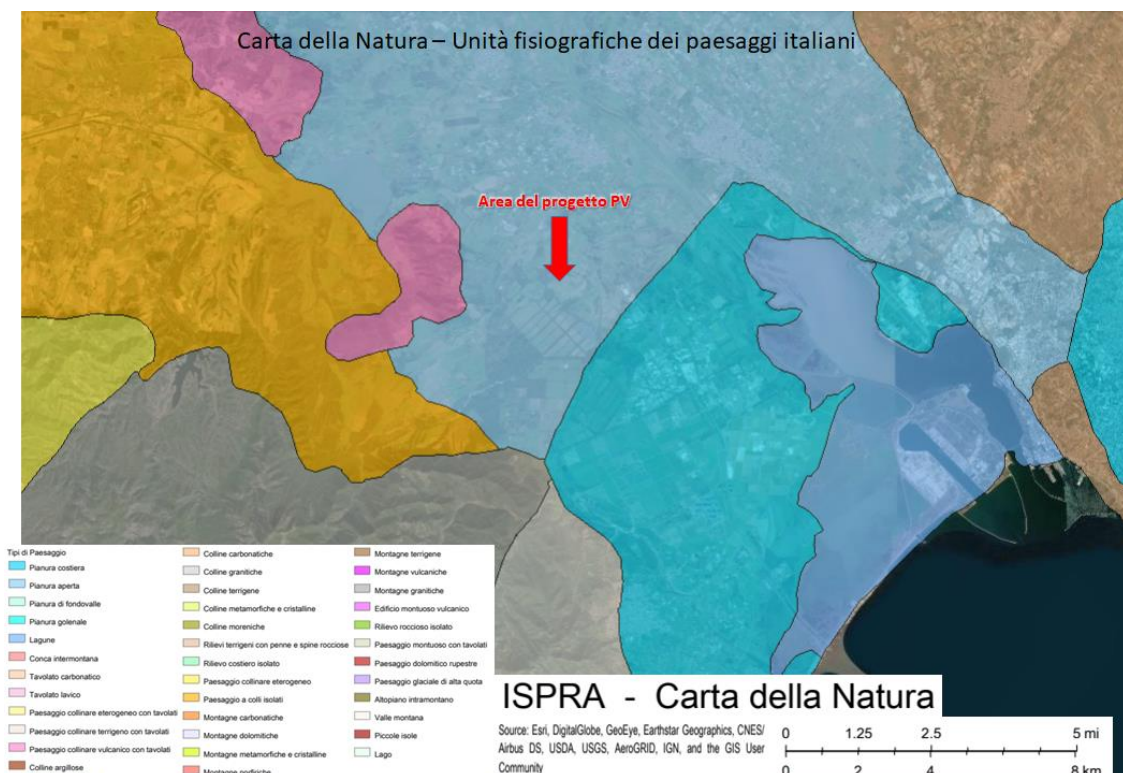 Carta della Natura – Unità fisiografiche dei paesaggi italiani
Area del progetto PV
Tipi di Paesaggio
Pianura costiera
Pianura aperta
Pianura di fondovalle
Pianura golenale
Lagune
Conca intermontana
Tavolato carbonatico
Tavolato lavico
Paesaggio collinare eterogeneo con tavolati
Paesaggio collinare terrigeno con tavolati
Paesaggio collinare vulcanico con tavolati
Colline argillose
Colline carbonatiche
Colline granitiche
Colline terrigene
Colline metamorfiche e cristalline
Colline moreniche
Rilievi terrigeni con penne e spine rocciose
Rilievo costiero isolato
Paesaggio collinare eterogeneo
Paesaggio a colli isolati
Montagne carbonatiche
Montagne dolomitiche
Montagne metamorfiche e cristalline
Montagne porfiriche
Montagne terrigene
Montagne vulcaniche
Montagne granitiche
Edificio montuoso vulcanico
Rilievo roccioso isolato
Paesaggio montuoso con tavolati
Paesaggio dolomitico rupestre
Paesaggio glaciale di alta quota
Altopiano intramontano
Valle montana
Piccole isole
Lago
ISPRA - Carta della Natura
Source: Esri, DigitalGlobe, GeoEye, Earthstar Geographics, CNES/
Airbus DS, USDA, USGS, AeroGRID, IGN, and the GIS User
Community
0 1.25 2.5 5 mi
0 2 4 8 km